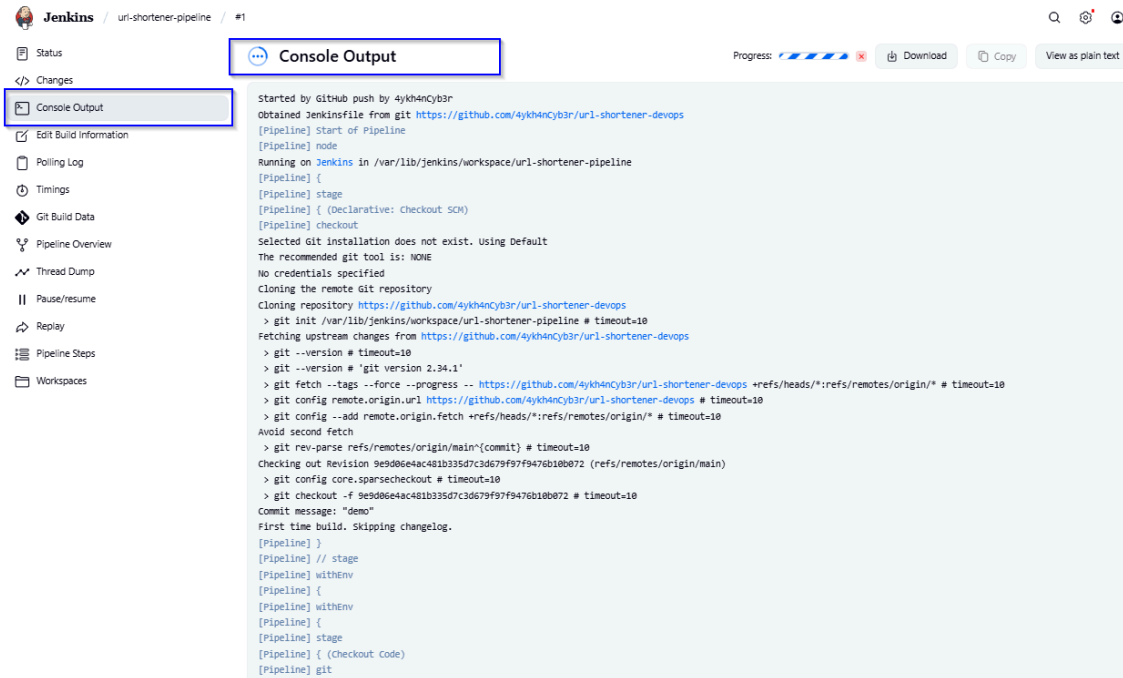 Jenkins / url-shortener-pipeline / #1
Status
Changes
Console Output
Edit Build Information
Polling Log
Timings
Git Build Data
Pipeline Overview
Thread Dump
Pause/resume
Replay
Pipeline Steps
Workspaces
Console Output
Progress:
Download
Copy
View as plain text
Started by GitHub push by 4ykh4nCyb3r
Obtained Jenkinsfile from git https://github.com/4ykh4nCyb3r/url-shortener-devops
[Pipeline] Start of Pipeline
[Pipeline] node
Running on Jenkins in /var/lib/jenkins/workspace/url-shortener-pipeline
[Pipeline] {
[Pipeline] stage
[Pipeline] { (Declarative: Checkout SCM)
[Pipeline] checkout
Selected Git installation does not exist. Using Default
The recommended git tool is: NONE
No credentials specified
Cloning the remote Git repository
Cloning repository https://github.com/4ykh4nCyb3r/url-shortener-devops
> git init /var/lib/jenkins/workspace/url-shortener-pipeline # timeout=10
Fetching upstream changes from https://github.com/4ykh4nCyb3r/url-shortener-devops
> git --version # timeout=10
> git --version # 'git version 2.34.1'
> git fetch --tags --force --progress -- https://github.com/4ykh4nCyb3r/url-shortener-devops +refs/heads/*:refs/remotes/origin/* # timeout=10
> git config remote.origin.url https://github.com/4ykh4nCyb3r/url-shortener-devops # timeout=10
> git config --add remote.origin.fetch +refs/heads/*:refs/remotes/origin/* # timeout=10
Avoid second fetch
> git rev-parse refs/remotes/origin/main^{commit} # timeout=10
Checking out Revision 9e9d06e4ac481b335d7c3d679f97f9476b10b072 (refs/remotes/origin/main)
> git config core.sparsecheckout # timeout=10
> git checkout -f 9e9d06e4ac481b335d7c3d679f97f9476b10b072 # timeout=10
Commit message: "demo"
First time build. Skipping changelog.
[Pipeline] }
[Pipeline] // stage
[Pipeline] withEnv
[Pipeline] {
[Pipeline] withEnv
[Pipeline] {
[Pipeline] stage
[Pipeline] { (Checkout Code)
[Pipeline] git